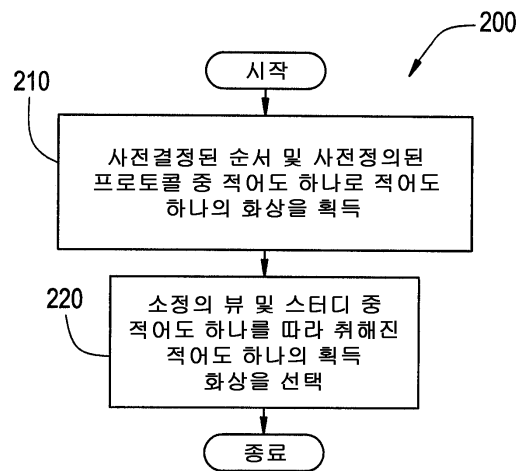 200
시작
210
사전결정된 순서 및 사전정의된
프로토콜 중 적어도 하나로 적어도
하나의 화상을 획득
220
소정의 뷰 및 스터디 중
적어도 하나를 따라 취해진
적어도 하나의 획득
화상을 선택
종료